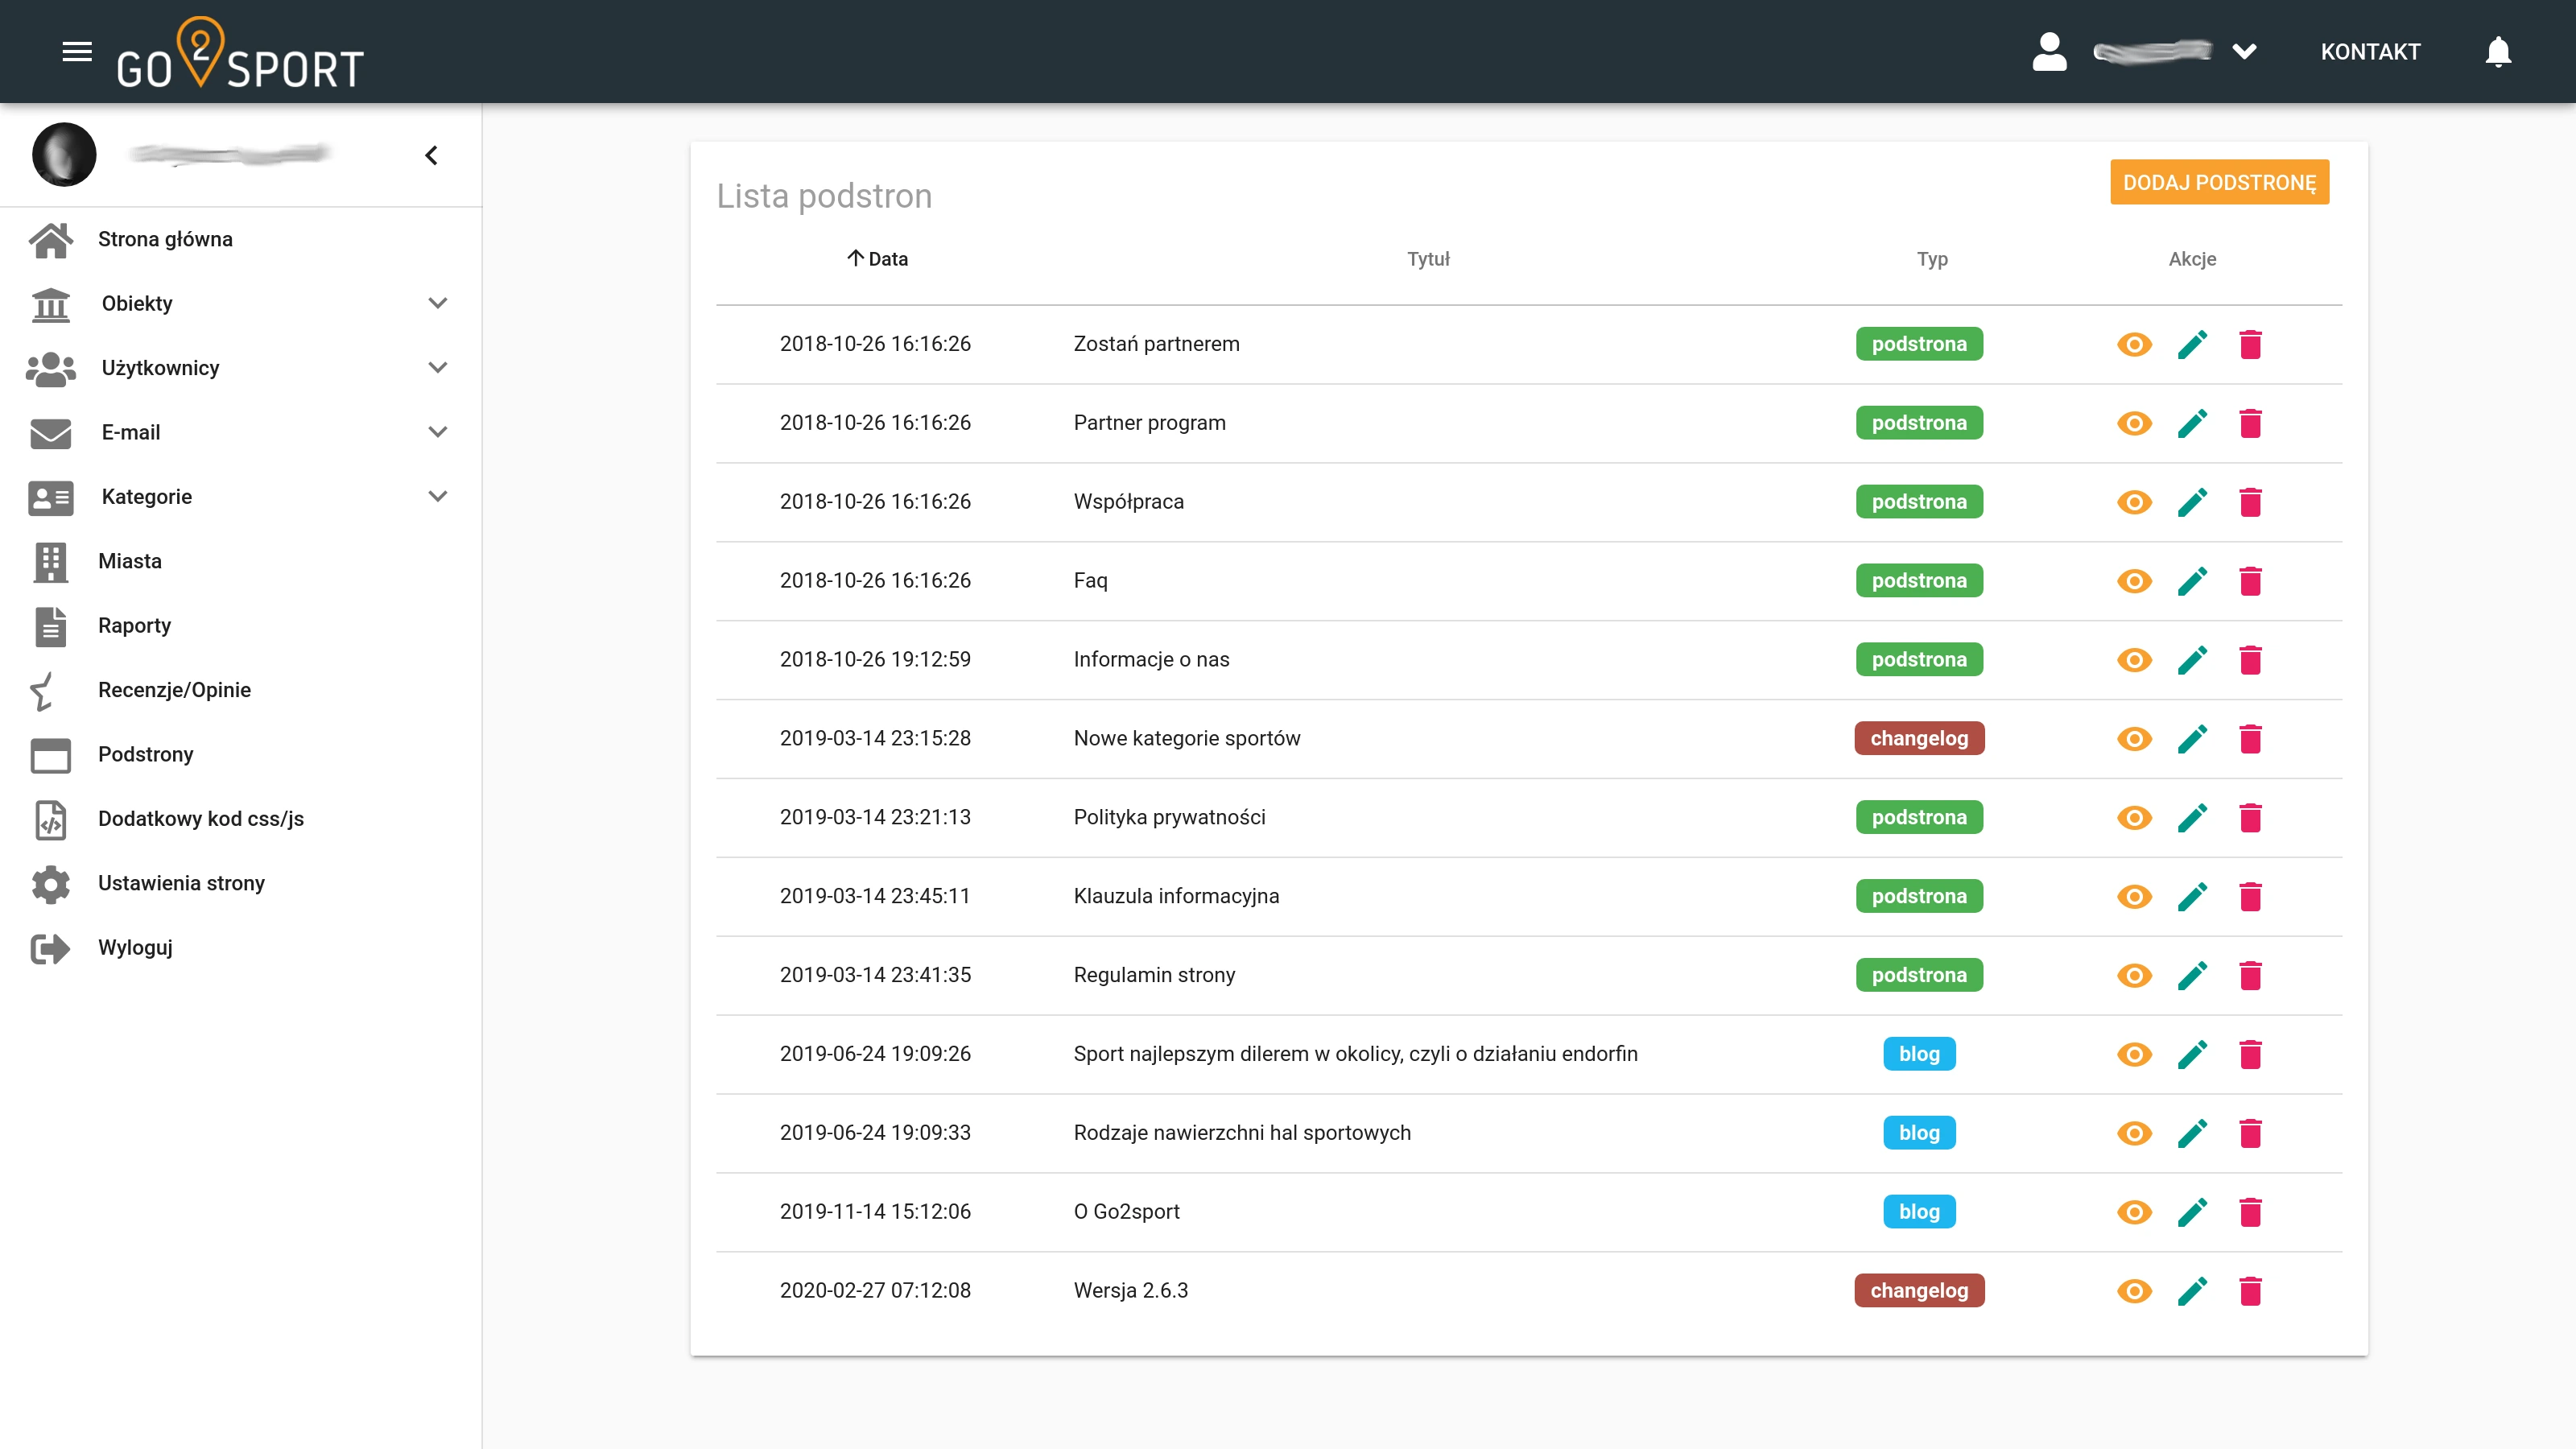 GO2SPORT
KONTAKT
Strona główna
Obiekty
Użytkownicy
E-mail
Kategorie
Miasta
Raporty
Recenzje/Opinie
Podstrony
Dodatkowy kod css/js
Ustawienia strony
Wyloguj
Lista podstron
DODAJ PODSTRONĘ
Data Tytuł Typ Akcje
2018-10-26 16:16:26 Zostań partnerem podstrona
2018-10-26 16:16:26 Partner program podstrona
2018-10-26 16:16:26 Współpraca podstrona
2018-10-26 16:16:26 Faq podstrona
2018-10-26 19:12:59 Informacje o nas podstrona
2019-03-14 23:15:28 Nowe kategorie sportów changelog
2019-03-14 23:21:13 Polityka prywatności podstrona
2019-03-14 23:45:11 Klauzula informacyjna podstrona
2019-03-14 23:41:35 Regulamin strony podstrona
2019-06-24 19:09:26 Sport najlepszym dilerem w okolicy, czyli o działaniu endorfin blog
2019-06-24 19:09:33 Rodzaje nawierzchni hal sportowych blog
2019-11-14 15:12:06 O Go2sport blog
2020-02-27 07:12:08 Wersja 2.6.3 changelog